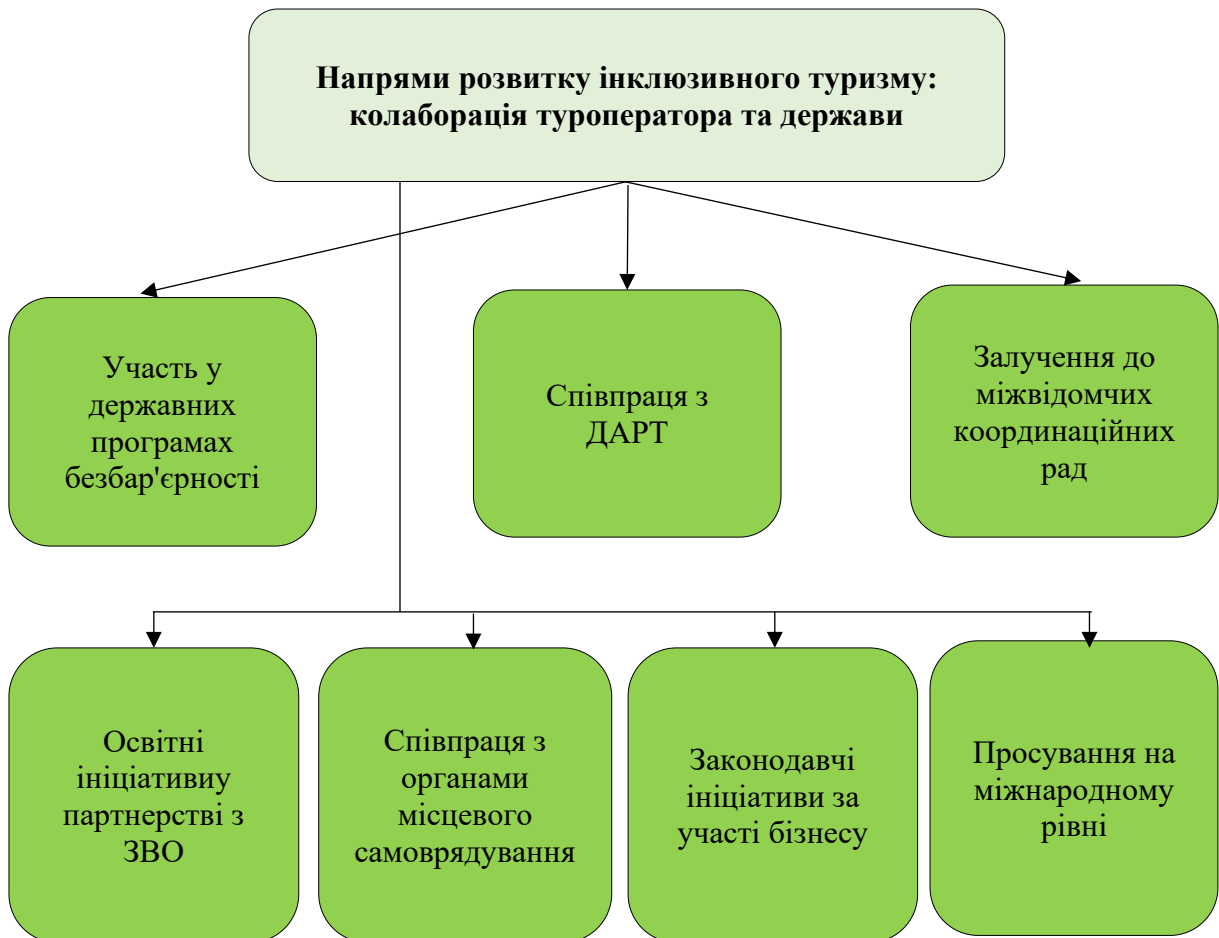 Напрями розвитку інклюзивного туризму:
колаборація туроператора та держави
Участь у
державних
програмах
безбар'єрності
Співпраця з
ДАРТ
Залучення до
міжвідомчих
координаційних
рад
Освітні
ініціативиу
партнерстві з
ЗВО
Співпраця з
органами
місцевого
самоврядування
Законодавчі
ініціативи за
участі бізнесу
Просування на
міжнародному
рівні